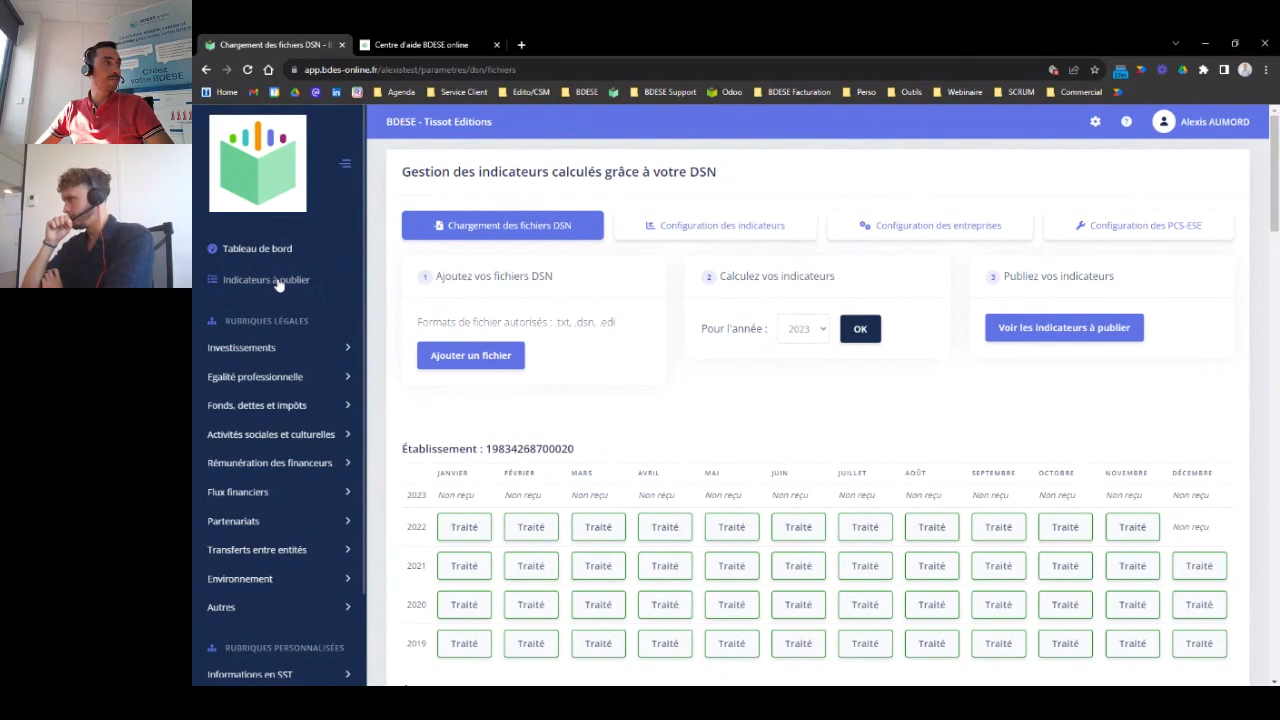 Créez
votre BDESE
Chargement des fichiers DSN - B
Centre d'aide BDESE online
app.bdes-online.fr/alexistest/parametres/dsn/fichiers
Home
Agenda
Service Client
Edito/CSM
BDESE
BDESE Support
Odoo
BDESE Facturation
Perso
Outils
Webinaire
SCRUM
Commercial
BDESE - Tissot Editions
Alexis AUMORD
Tableau de bord
Indicateurs à publier
RUBRIQUES LÉGALES
Investissements
Egalité professionnelle
Fonds, dettes et impôts
Activités sociales et culturelles
Rémunération des financeurs
Flux financiers
Partenariats
Transferts entre entités
Environnement
Autres
RUBRIQUES PERSONNALISÉES
Informations en SST
Gestion des indicateurs calculés grâce à votre DSN
Chargement des fichiers DSN
Configuration des indicateurs
Configuration des entreprises
Configuration des PCS-ESE
1 Ajoutez vos fichiers DSN
Formats de fichier autorisés : .txt, .dsn, .edi
Ajouter un fichier
2 Calculez vos indicateurs
Pour l'année : 2023 OK
3 Publiez vos indicateurs
Voir les indicateurs à publier
Établissement : 19834268700020
JANVIER FÉVRIER MARS AVRIL MAI JUIN JUILLET AOÛT SEPTEMBRE OCTOBRE NOVEMBRE DÉCEMBRE
2023 Non reçu Non reçu Non reçu Non reçu Non reçu Non reçu Non reçu Non reçu Non reçu Non reçu Non reçu Non reçu
2022 Traité Traité Traité Traité Traité Traité Traité Traité Traité Traité Traité Non reçu
2021 Traité Traité Traité Traité Traité Traité Traité Traité Traité Traité Traité Traité
2020 Traité Traité Traité Traité Traité Traité Traité Traité Traité Traité Traité Traité
2019 Traité Traité Traité Traité Traité Traité Traité Traité Traité Traité Traité Traité